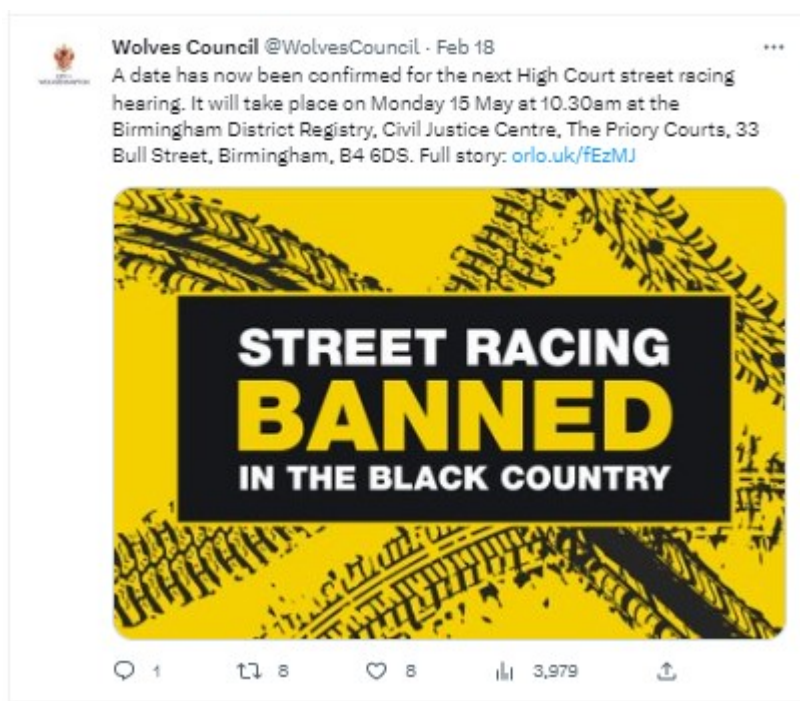 Wolves Council @WolvesCouncil · Feb 18
A date has now been confirmed for the next High Court street racing
hearing. It will take place on Monday 15 May at 10.30am at the
Birmingham District Registry, Civil Justice Centre, The Priory Courts, 33
Bull Street, Birmingham, B4 6DS. Full story: orlo.uk/fEzMJ
STREET RACING
BANNED
IN THE BLACK COUNTRY
1 8 8 3,979